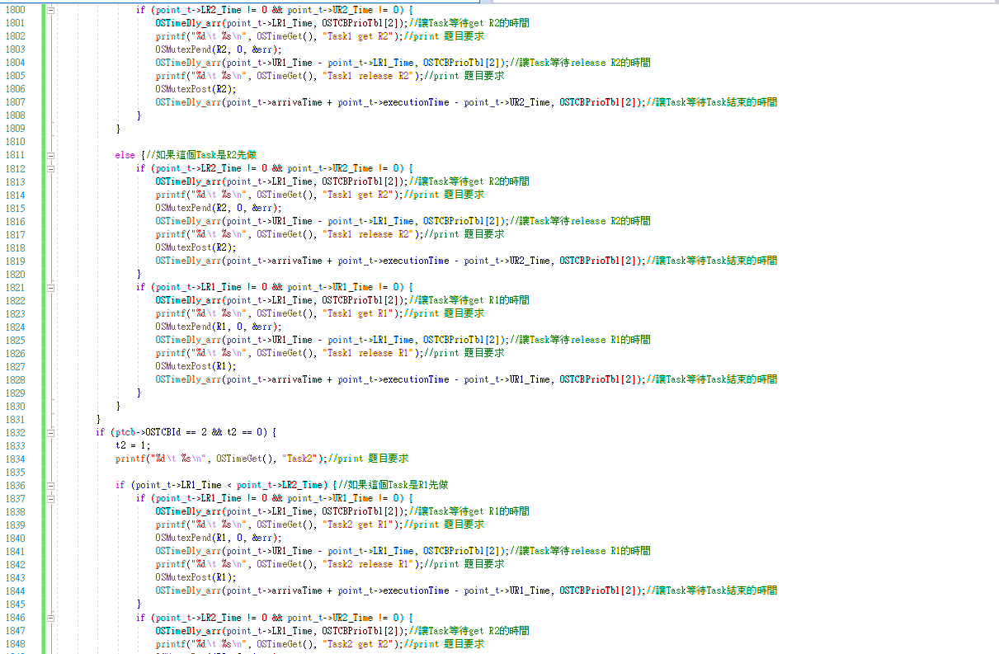 1800 if (point_t->LR2_Time != 0 && point_t->UR2_Time != 0) {
1801 OSTimeDly_arr(point_t->LR1_Time, OSTCBPrioTbl[2]);//讓Task等待get R2的時間
1802 printf("%d\t %s\n", OSTimeGet(), "Task1 get R2");//print 題目要求
1803 OSMutexPend(R2, 0, &err);
1804 OSTimeDly_arr(point_t->UR1_Time - point_t->LR1_Time, OSTCBPrioTbl[2]);//讓Task等待release R2的時間
1805 printf("%d\t %s\n", OSTimeGet(), "Task1 release R2");//print 題目要求
1806 OSMutexPost(R2);
1807 OSTimeDly_arr(point_t->arrivaTime + point_t->executionTime - point_t->UR2_Time, OSTCBPrioTbl[2]);//讓Task等待Task結束的時間
1808 }
1809 }
1810
1811 else {//如果這個Task是R2先做
1812 if (point_t->LR2_Time != 0 && point_t->UR2_Time != 0) {
1813 OSTimeDly_arr(point_t->LR1_Time, OSTCBPrioTbl[2]);//讓Task等待get R2的時間
1814 printf("%d\t %s\n", OSTimeGet(), "Task1 get R2");//print 題目要求
1815 OSMutexPend(R2, 0, &err);
1816 OSTimeDly_arr(point_t->UR1_Time - point_t->LR1_Time, OSTCBPrioTbl[2]);//讓Task等待release R2的時間
1817 printf("%d\t %s\n", OSTimeGet(), "Task1 release R2");//print 題目要求
1818 OSMutexPost(R2);
1819 OSTimeDly_arr(point_t->arrivaTime + point_t->executionTime - point_t->UR2_Time, OSTCBPrioTbl[2]);//讓Task等待Task結束的時間
1820 }
1821 if (point_t->LR1_Time != 0 && point_t->UR1_Time != 0) {
1822 OSTimeDly_arr(point_t->LR1_Time, OSTCBPrioTbl[2]);//讓Task等待get R1的時間
1823 printf("%d\t %s\n", OSTimeGet(), "Task1 get R1");//print 題目要求
1824 OSMutexPend(R1, 0, &err);
1825 OSTimeDly_arr(point_t->UR1_Time - point_t->LR1_Time, OSTCBPrioTbl[2]);//讓Task等待release R1的時間
1826 printf("%d\t %s\n", OSTimeGet(), "Task1 release R1");//print 題目要求
1827 OSMutexPost(R1);
1828 OSTimeDly_arr(point_t->arrivaTime + point_t->executionTime - point_t->UR1_Time, OSTCBPrioTbl[2]);//讓Task等待Task結束的時間
1829 }
1830 }
1831 }
1832 if (ptcb->OSTCBId == 2 && t2 == 0) {
1833 t2 = 1;
1834 printf("%d\t %s\n", OSTimeGet(), "Task2");//print 題目要求
1835
1836 if (point_t->LR1_Time < point_t->LR2_Time) {//如果這個Task是R1先做
1837 if (point_t->LR1_Time != 0 && point_t->UR1_Time != 0) {
1838 OSTimeDly_arr(point_t->LR1_Time, OSTCBPrioTbl[2]);//讓Task等待get R1的時間
1839 printf("%d\t %s\n", OSTimeGet(), "Task2 get R1");//print 題目要求
1840 OSMutexPend(R1, 0, &err);
1841 OSTimeDly_arr(point_t->UR1_Time - point_t->LR1_Time, OSTCBPrioTbl[2]);//讓Task等待release R1的時間
1842 printf("%d\t %s\n", OSTimeGet(), "Task2 release R1");//print 題目要求
1843 OSMutexPost(R1);
1844 OSTimeDly_arr(point_t->arrivaTime + point_t->executionTime - point_t->UR1_Time, OSTCBPrioTbl[2]);//讓Task等待Task結束的時間
1845 }
1846 if (point_t->LR2_Time != 0 && point_t->UR2_Time != 0) {
1847 OSTimeDly_arr(point_t->LR1_Time, OSTCBPrioTbl[2]);//讓Task等待get R2的時間
1848 printf("%d\t %s\n", OSTimeGet(), "Task2 get R2");//print 題目要求